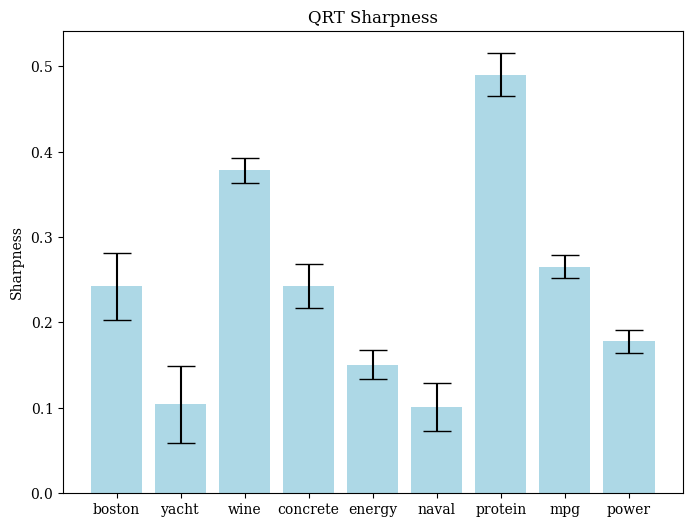 QRT Sharpness
Sharpness
0.5
0.4
0.3
0.2
0.1
0.0
boston yacht wine concrete energy naval protein mpg power